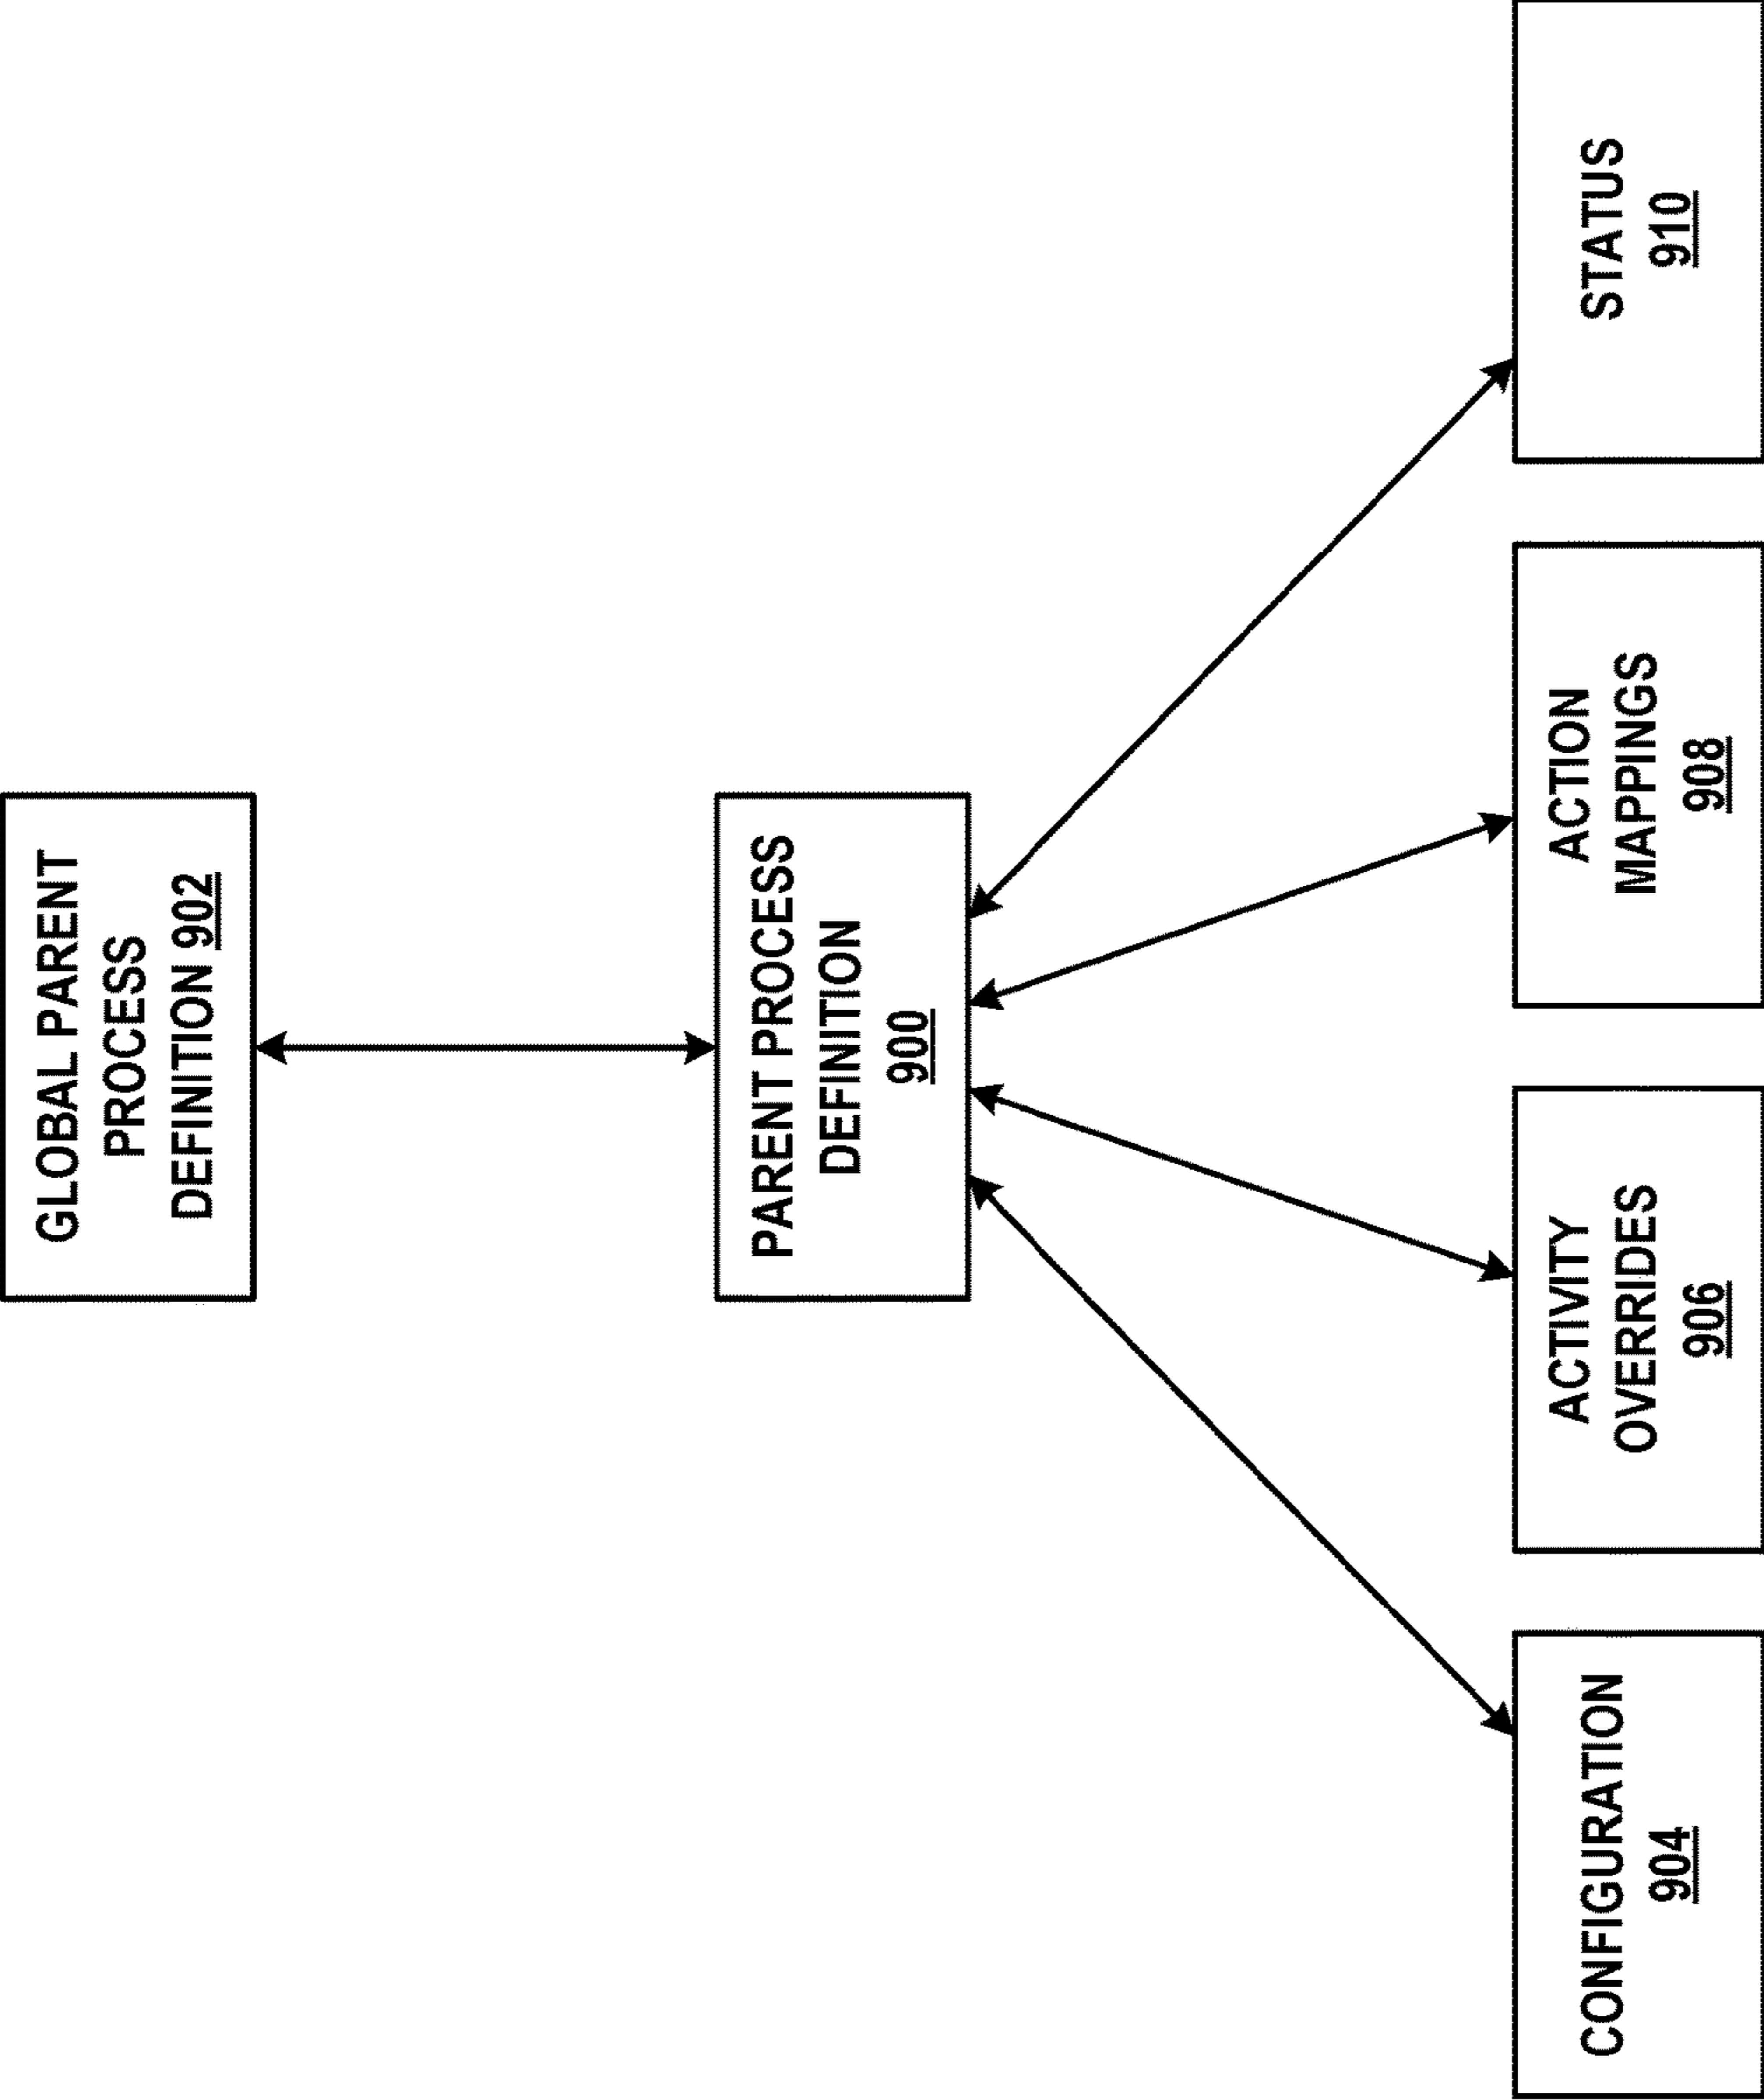 GLOBAL PARENT
PROCESS
DEFINITION 902
PARENT PROCESS
DEFINITION
900
CONFIGURATION
904
ACTIVITY
OVERRIDES
906
ACTION
MAPPINGS
908
STATUS
910